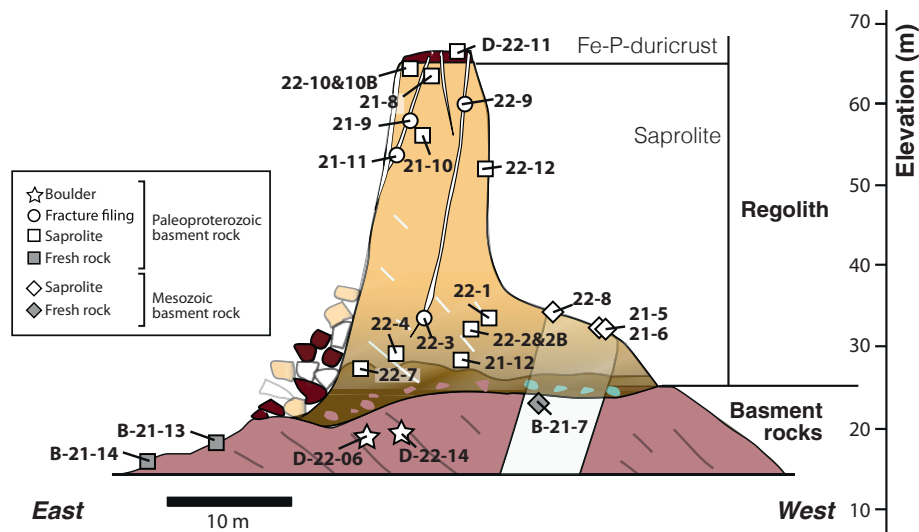 70
Elevation (m)
D-22-11
Fe-P-duricrust
22-10&10B
21-8
22-9
60
21-9
Saprolite
21-11
21-10
22-12
50
Boulder
Fracture filing
Paleoproterozoic
basment rock
Saprolite
Fresh rock
Saprolite
Mesozoic
basment rock
Fresh rock
Regolith
40
22-1
22-8
21-5
22-4
22-3
22-2&2B
21-6
30
22-7
21-12
Basment
rocks
B-21-13
B-21-7
20
B-21-14
D-22-06
D-22-14
East
10 m
West
10